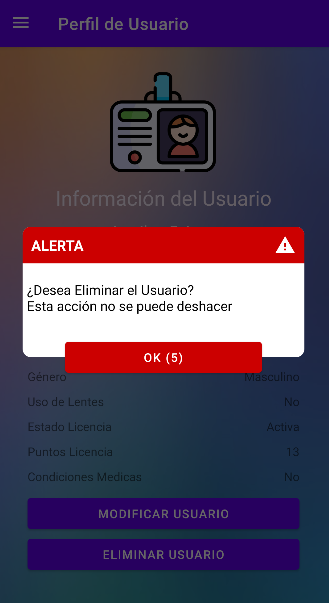 Perfil de Usuario
Información del Usuario
ALERTA
¿Desea Eliminar el Usuario?
Esta acción no se puede deshacer
OK (5)
Género Masculino
Uso de Lentes No
Estado Licencia Activa
Puntos Licencia 13
Condiciones Medicas No
MODIFICAR USUARIO
ELIMINAR USUARIO